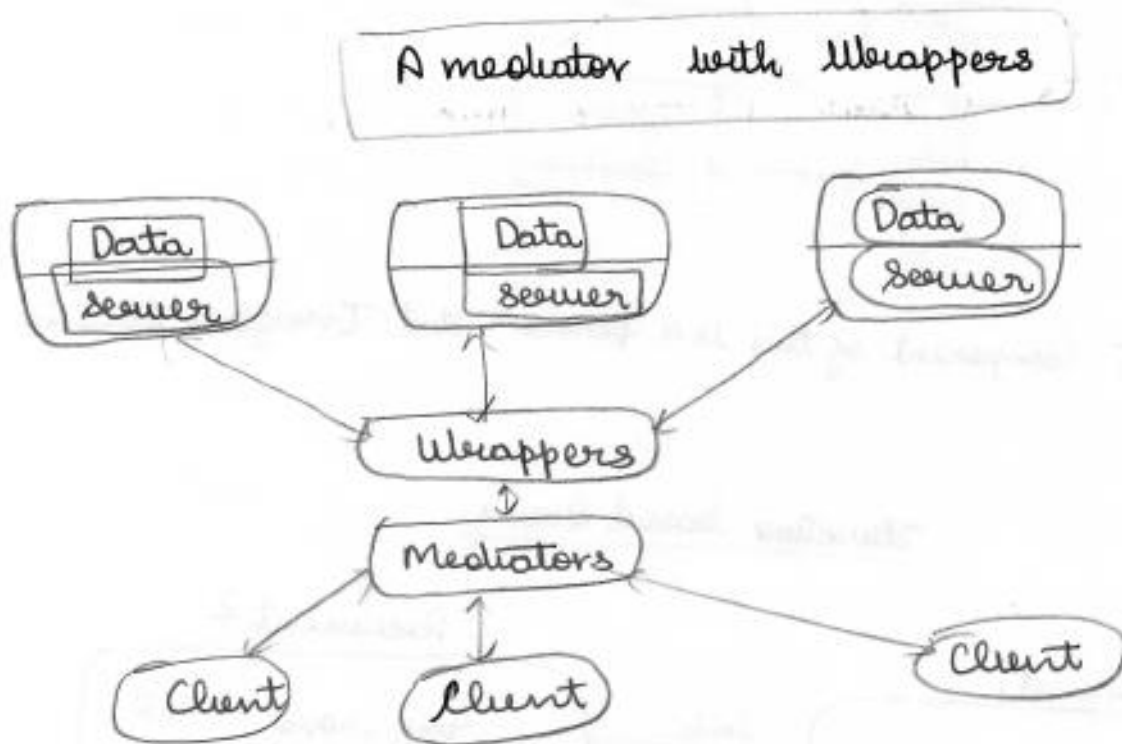 A mediator with Wrappers
Data
Server
Data
Server
Data
Server
Wrappers
Mediators
Client
Client
Client